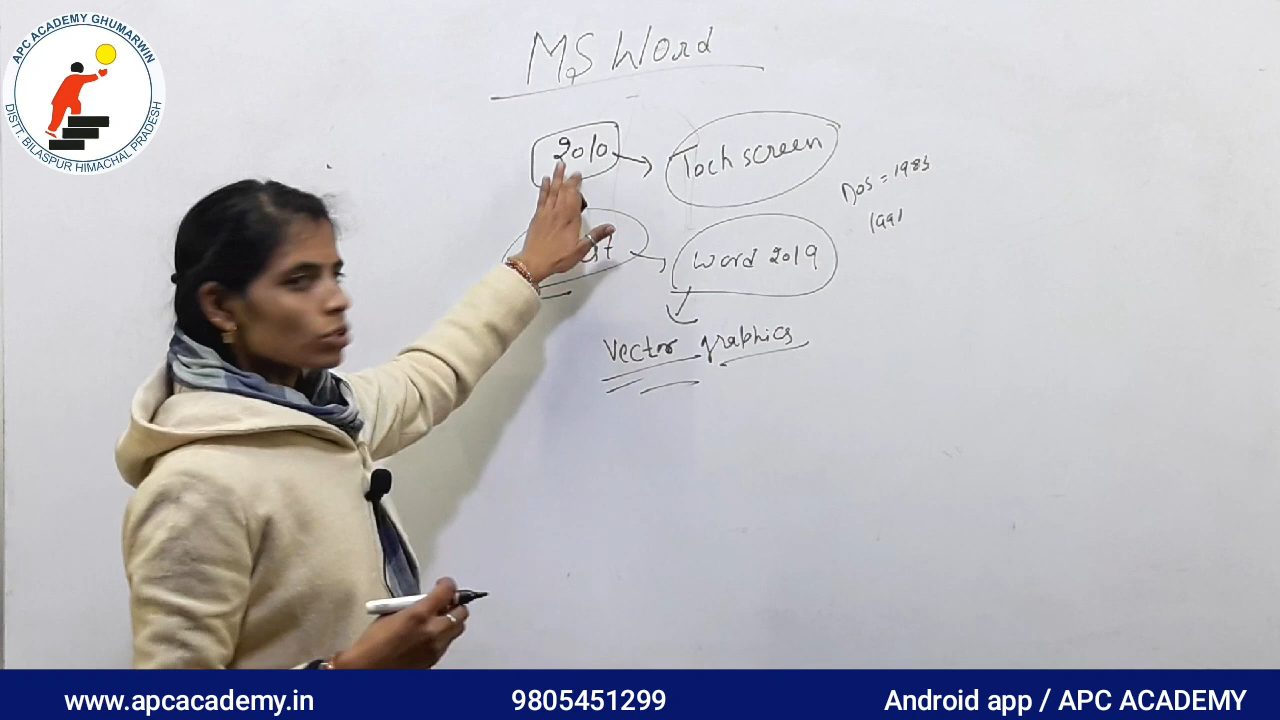 APC ACADEMY GHUMARWIN
DISTT. BILASPUR HIMACHAL PRADESH
MS Word
2010
Toch screen
Dos = 1983
1991
Word 2019
Vector graphics
www.apcacademy.in
9805451299
Android app / APC ACADEMY